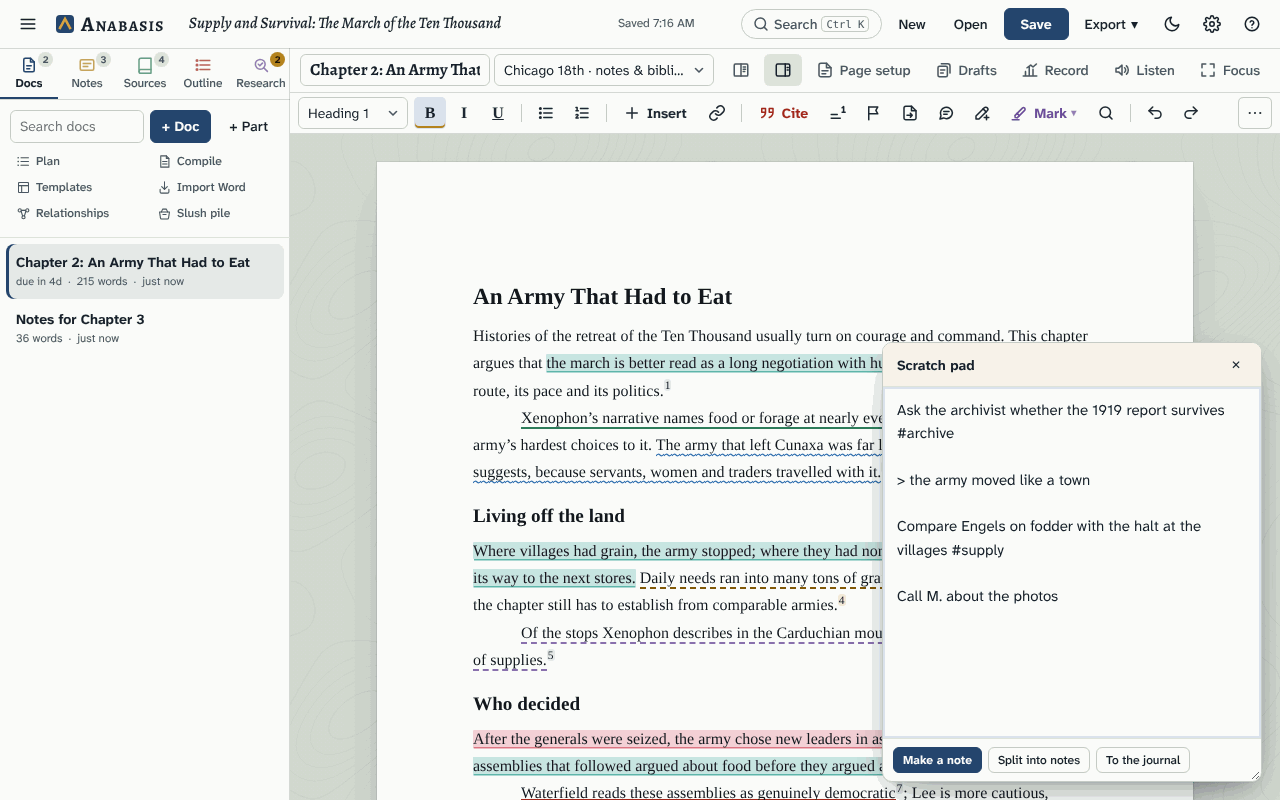 ANABASIS
Supply and Survival: The March of the Ten Thousand
Saved 7:16 AM
Search Ctrl K
New
Open
Save
Export ▾
Docs 2
Notes 3
Sources 4
Outline
Research 2
Chapter 2: An Army That
Chicago 18th · notes & bibli...
Page setup
Drafts
Record
Listen
Focus
Search docs
+ Doc
+ Part
Heading 1
B I U
Insert
Cite
Mark ▾
Plan
Compile
Templates
Import Word
Relationships
Slush pile
Chapter 2: An Army That Had to Eat
due in 4d · 215 words · just now
Notes for Chapter 3
36 words · just now
An Army That Had to Eat
Histories of the retreat of the Ten Thousand usually turn on courage and command. This chapter
argues that the march is better read as a long negotiation with hu
route, its pace and its politics.1
Xenophon’s narrative names food or forage at nearly eve
army’s hardest choices to it. The army that left Cunaxa was far l
suggests, because servants, women and traders travelled with it.
Living off the land
Where villages had grain, the army stopped; where they had non
its way to the next stores. Daily needs ran into many tons of gra
the chapter still has to establish from comparable armies.4
Of the stops Xenophon describes in the Carduchian mou
of supplies.5
Who decided
After the generals were seized, the army chose new leaders in as
assemblies that followed argued about food before they argued a
Waterfield reads these assemblies as genuinely democratic7; Lee is more cautious,
Scratch pad
×
Ask the archivist whether the 1919 report survives
#archive
> the army moved like a town
Compare Engels on fodder with the halt at the
villages #supply
Call M. about the photos
Make a note
Split into notes
To the journal